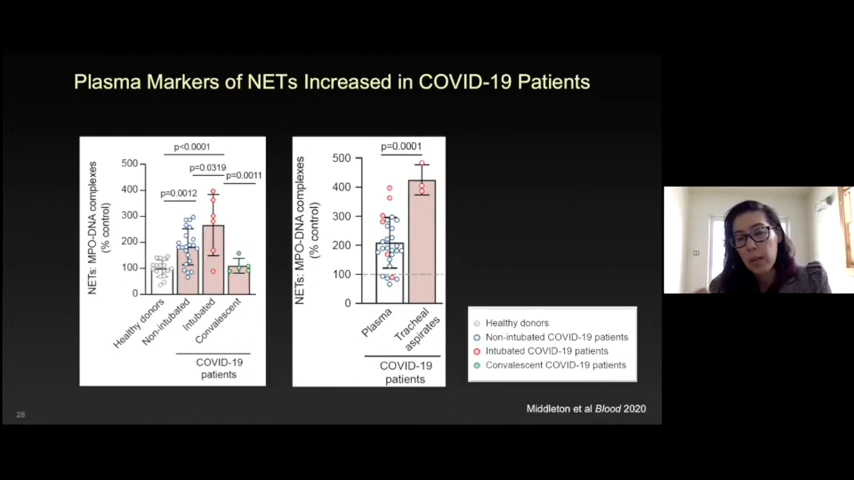 Plasma Markers of NETs Increased in COVID-19 Patients
p<0.0001
p=0.0319
p=0.0011
p=0.0012
NETs: MPO-DNA complexes
(% control)
500
400
300
200
100
0
Healthy donors
Non-intubated
Intubated
Convalescent
COVID-19
patients
p=0.0001
NETs: MPO-DNA complexes
(% control)
500
400
300
200
100
0
Plasma
Tracheal
aspirates
COVID-19
patients
Healthy donors
Non-intubated COVID-19 patients
Intubated COVID-19 patients
Convalescent COVID-19 patients
Middleton et al Blood 2020
28